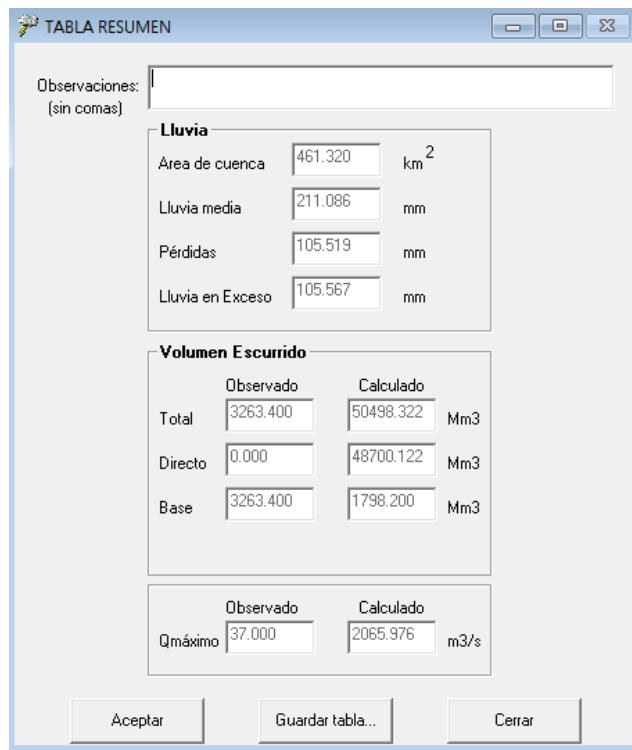 TABLA RESUMEN
Observaciones:
(sin comas)
Lluvia
Area de cuenca 461.320 km2
Lluvia media 211.086 mm
Pérdidas 105.519 mm
Lluvia en Exceso 105.567 mm
Volumen Escurrido
Observado Calculado
Total 3263.400 50498.322 Mm3
Directo 0.000 48700.122 Mm3
Base 3263.400 1798.200 Mm3
Observado Calculado
Qmáximo 37.000 2065.976 m3/s
Aceptar Guardar tabla... Cerrar